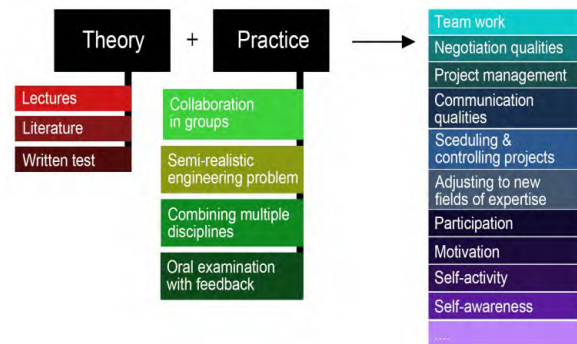 Theory + Practice
Lectures
Literature
Written test
Collaboration
in groups
Semi-realistic
engineering problem
Combining multiple
disciplines
Oral examination
with feedback
Team work
Negotiation qualities
Project management
Communication
qualities
Sceduling &
controlling projects
Adjusting to new
fields of expertise
Participation
Motivation
Self-activity
Self-awareness
....